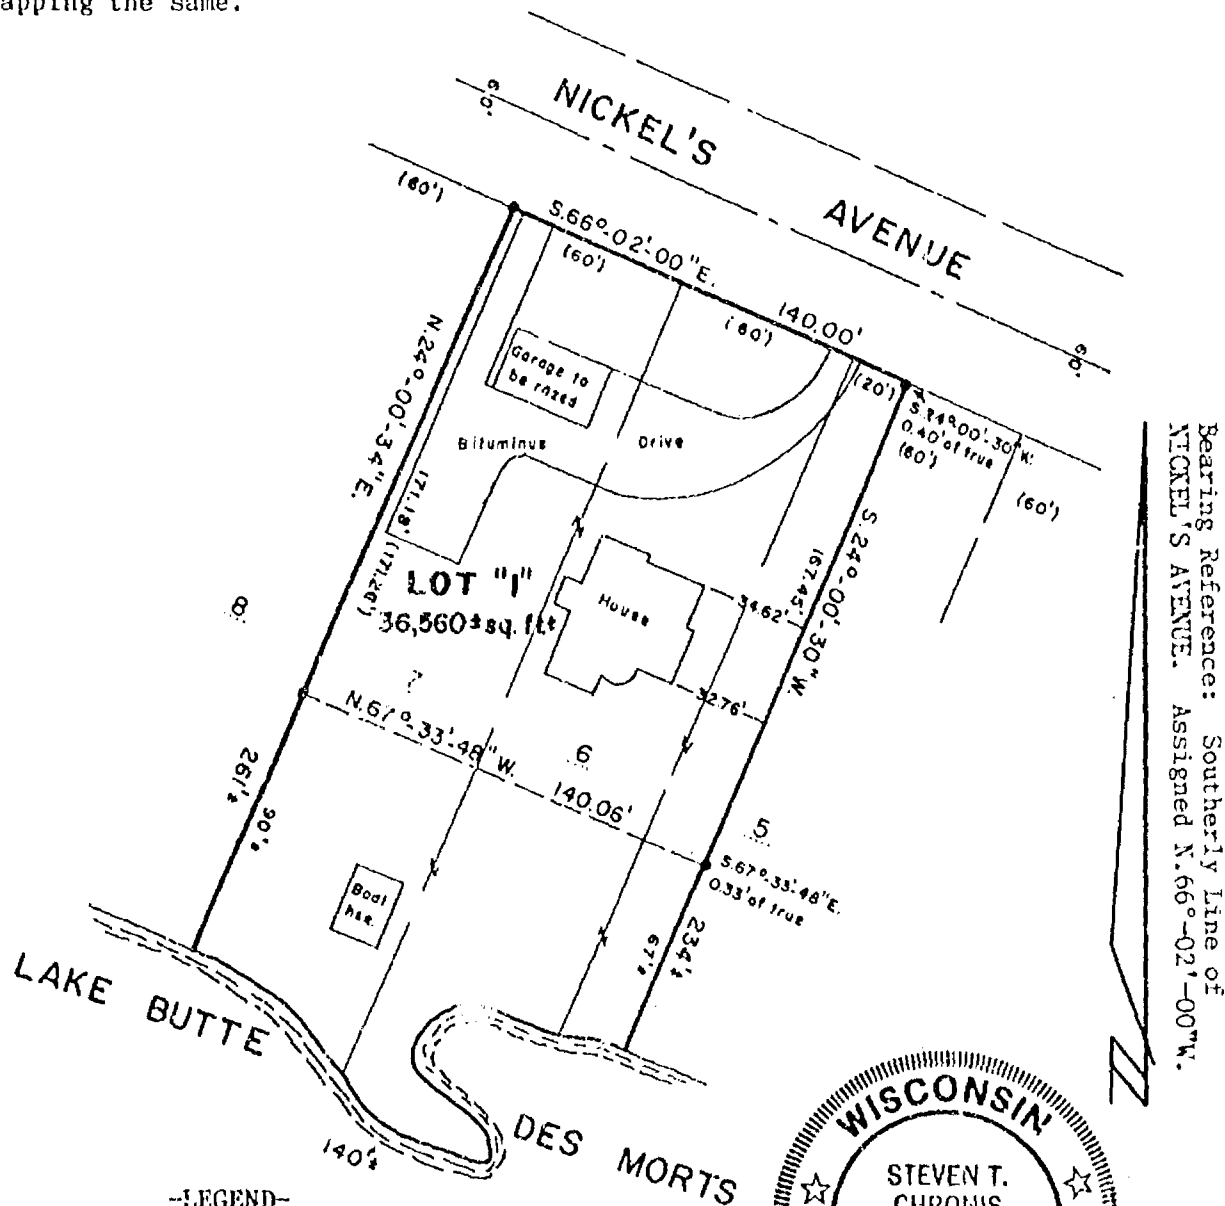 apping the same.
NICKEL'S AVENUE
60'
60'
(60')
S.66°-02'-00"E. 140.00'
(60')
(60')
(20')
S.24°00'-30"W.
0.40' of true
(60')
(60')
N.24°-00'-34"E.
171.18'
(171.20')
Garage to
be razed
Bituminus Drive
LOT "1"
36,560±sq. ft±
House
34.62'
32.76'
S.24°-00'-30"W.
167.45'
8
7
6
5
N.67°-33'-48"W. 140.06'
S.67°-33'-48"E.
0.33' of true
261'±
90'±
234'±
67'±
Boat
hse.
LAKE BUTTE
DES MORTS
140'±
Bearing Reference: Southerly Line of
NICKEL'S AVENUE. Assigned N.66°-02'-00"W.
WISCONSIN
STEVEN T.
CHRONIS
-LEGEND-